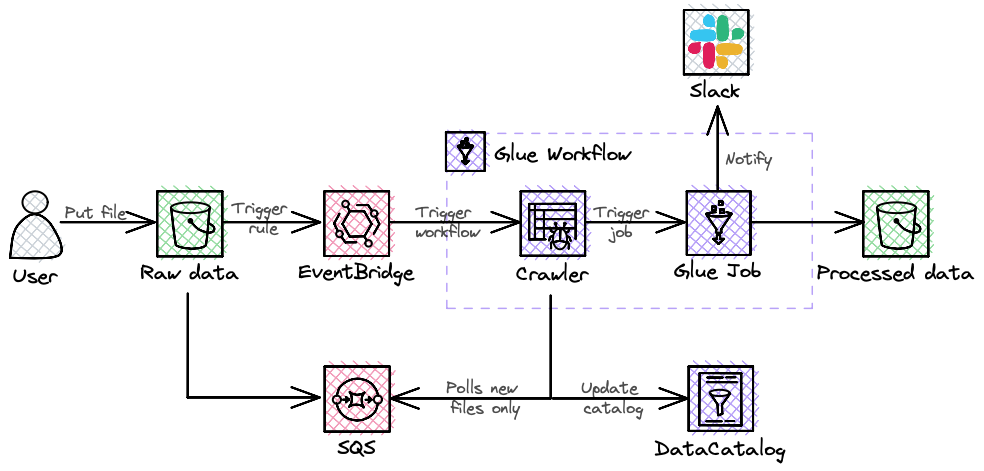 Slack
Glue Workflow
Notify
Put file
Trigger
rule
Trigger
workflow
Trigger
job
User
Raw data
EventBridge
Crawler
Glue Job
Processed data
Polls new
files only
Update
catalog
SQS
DataCatalog